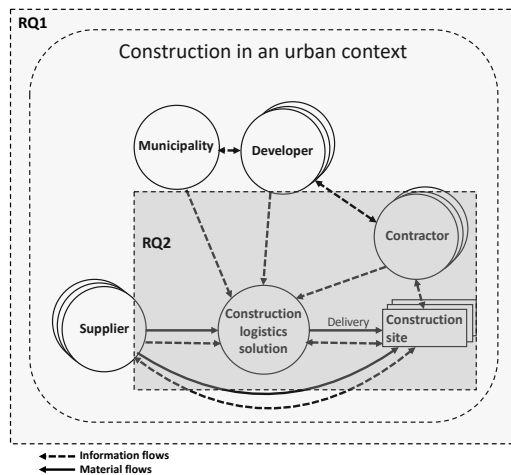 RQ1
Construction in an urban context
Municipality
Developer
RQ2
Contractor
Supplier
Construction
logistics
solution
Delivery
Construction
site
Information flows
Material flows